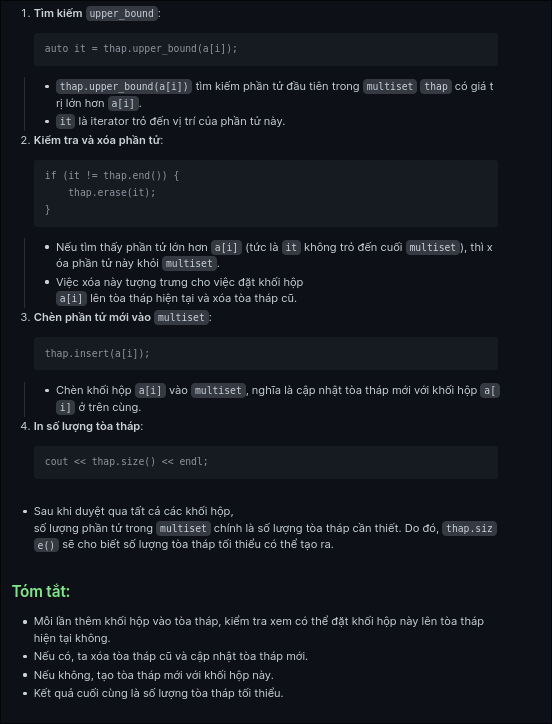 1. Tìm kiếm upper_bound:
auto it = thap.upper_bound(a[i]);
• thap.upper_bound(a[i]) tìm kiếm phần tử đầu tiên trong multiset thap có giá t
rị lớn hơn a[i].
• it là iterator trỏ đến vị trí của phần tử này.
2. Kiểm tra và xóa phần tử:
if (it != thap.end()) {
    thap.erase(it);
}
• Nếu tìm thấy phần tử lớn hơn a[i] (tức là it không trỏ đến cuối multiset), thì x
óa phần tử này khỏi multiset.
• Việc xóa này tượng trưng cho việc đặt khối hộp
a[i] lên tòa tháp hiện tại và xóa tòa tháp cũ.
3. Chèn phần tử mới vào multiset:
thap.insert(a[i]);
• Chèn khối hộp a[i] vào multiset, nghĩa là cập nhật tòa tháp mới với khối hộp a[
i] ở trên cùng.
4. In số lượng tòa tháp:
cout << thap.size() << endl;
• Sau khi duyệt qua tất cả các khối hộp,
số lượng phần tử trong multiset chính là số lượng tòa tháp cần thiết. Do đó, thap.siz
e() sẽ cho biết số lượng tòa tháp tối thiểu có thể tạo ra.
Tóm tắt:
• Mỗi lần thêm khối hộp vào tòa tháp, kiểm tra xem có thể đặt khối hộp này lên tòa tháp
hiện tại không.
• Nếu có, ta xóa tòa tháp cũ và cập nhật tòa tháp mới.
• Nếu không, tạo tòa tháp mới với khối hộp này.
• Kết quả cuối cùng là số lượng tòa tháp tối thiểu.